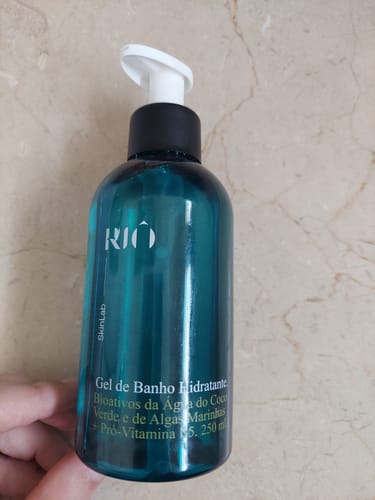 RIÔ
SkinLab
Gel de Banho Hidratante.
Bioativos da Água do Coco
Verde e de Algas Marinhas
+ Pró-Vitamina B5. 250 ml